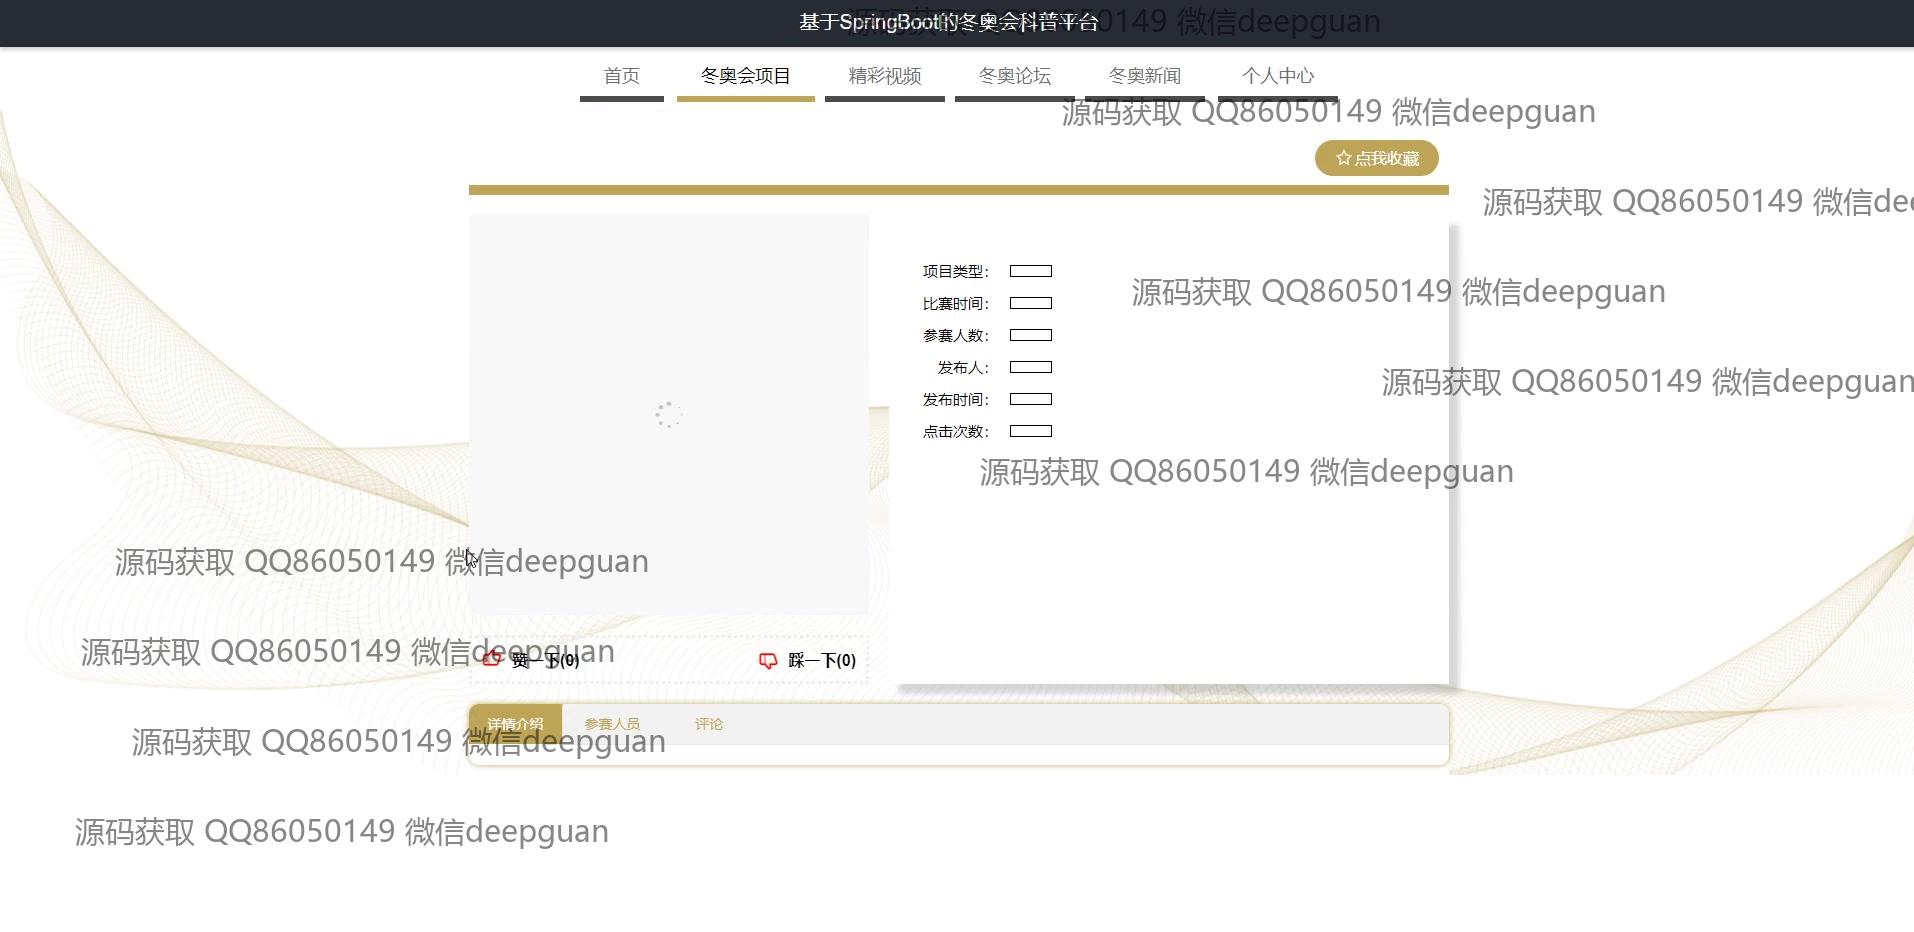 基于SpringBoot的冬奥会科普平台
源码获取 QQ86050149 微信deepguan
首页 冬奥会项目 精彩视频 冬奥论坛 冬奥新闻 个人中心
源码获取 QQ86050149 微信deepguan
点我收藏
源码获取 QQ86050149 微信dee
项目类型：
源码获取 QQ86050149 微信deepguan
比赛时间：
参赛人数：
发布人：
源码获取 QQ86050149 微信deepguan
发布时间：
点击次数：
源码获取 QQ86050149 微信deepguan
源码获取 QQ86050149 微信deepguan
源码获取 QQ86050149 微信deepguan
赞一下(0) 踩一下(0)
详情介绍 参赛人员 评论
源码获取 QQ86050149 微信deepguan
源码获取 QQ86050149 微信deepguan